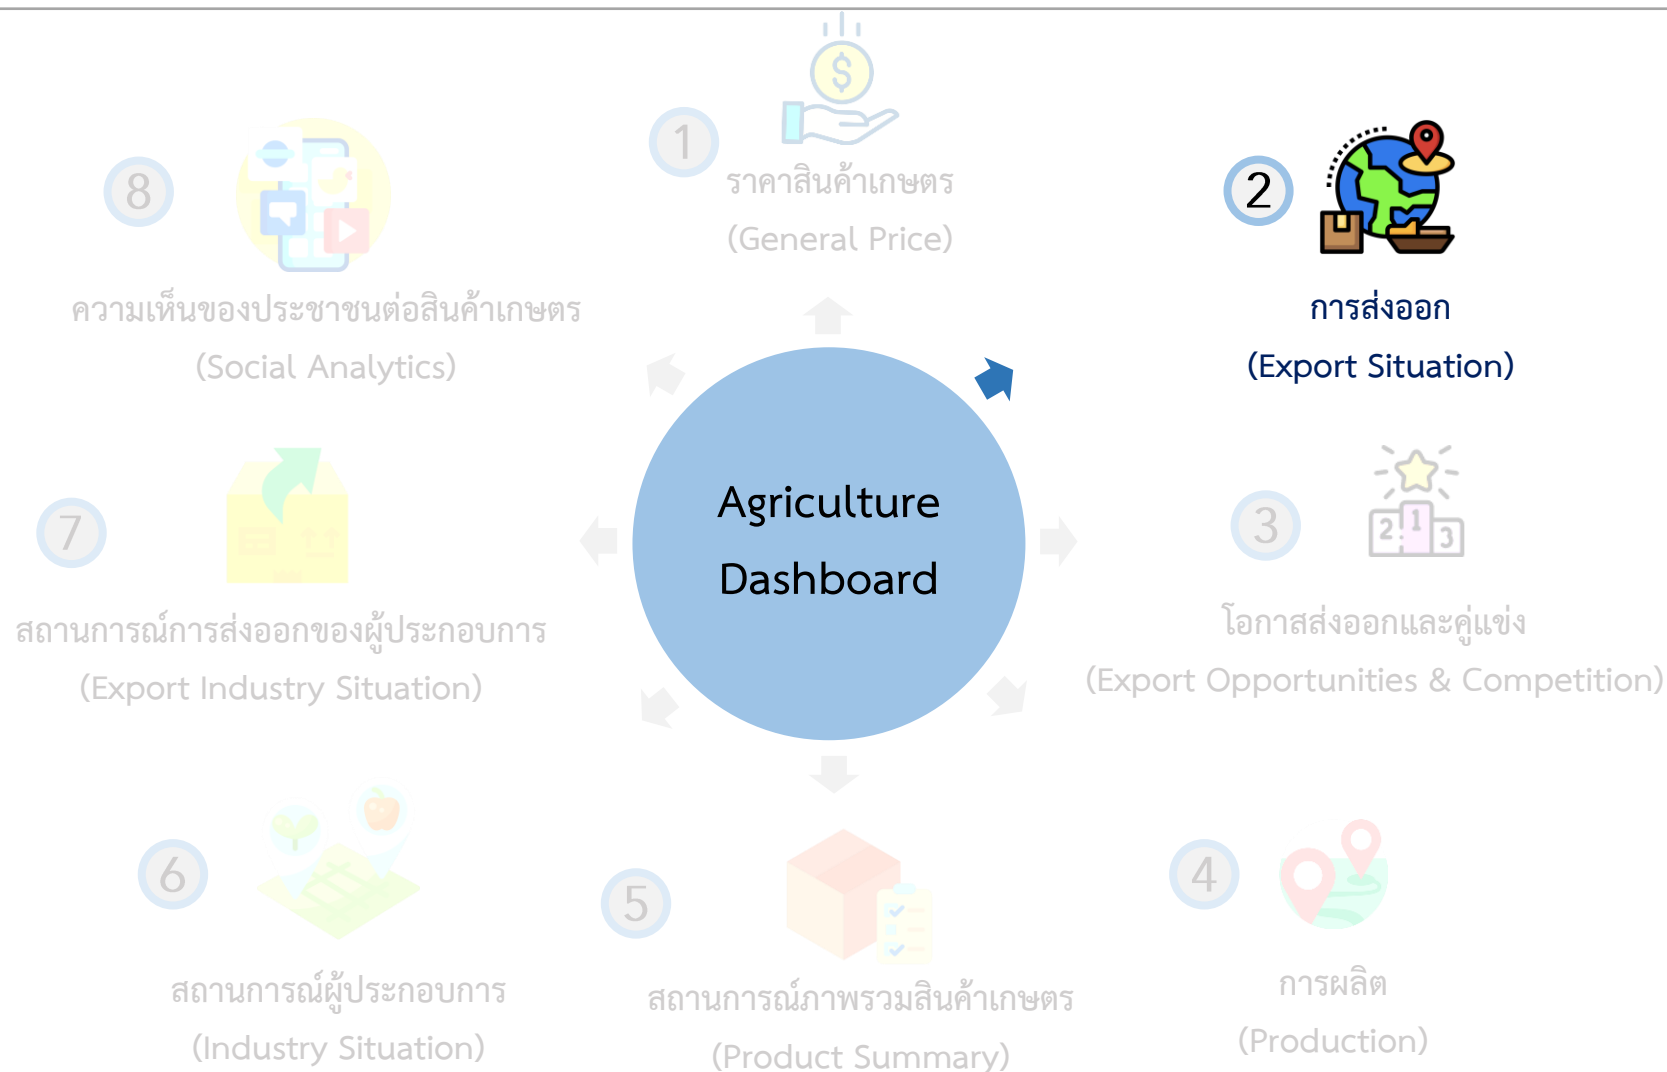 Agriculture
Dashboard
1
ราคาสินค้าเกษตร
(General Price)
2
การส่งออก
(Export Situation)
3
2 1 3
โอกาสส่งออกและคู่แข่ง
(Export Opportunities & Competition)
4
การผลิต
(Production)
5
สถานการณ์ภาพรวมสินค้าเกษตร
(Product Summary)
6
สถานการณ์ผู้ประกอบการ
(Industry Situation)
7
สถานการณ์การส่งออกของผู้ประกอบการ
(Export Industry Situation)
8
ความเห็นของประชาชนต่อสินค้าเกษตร
(Social Analytics)
$